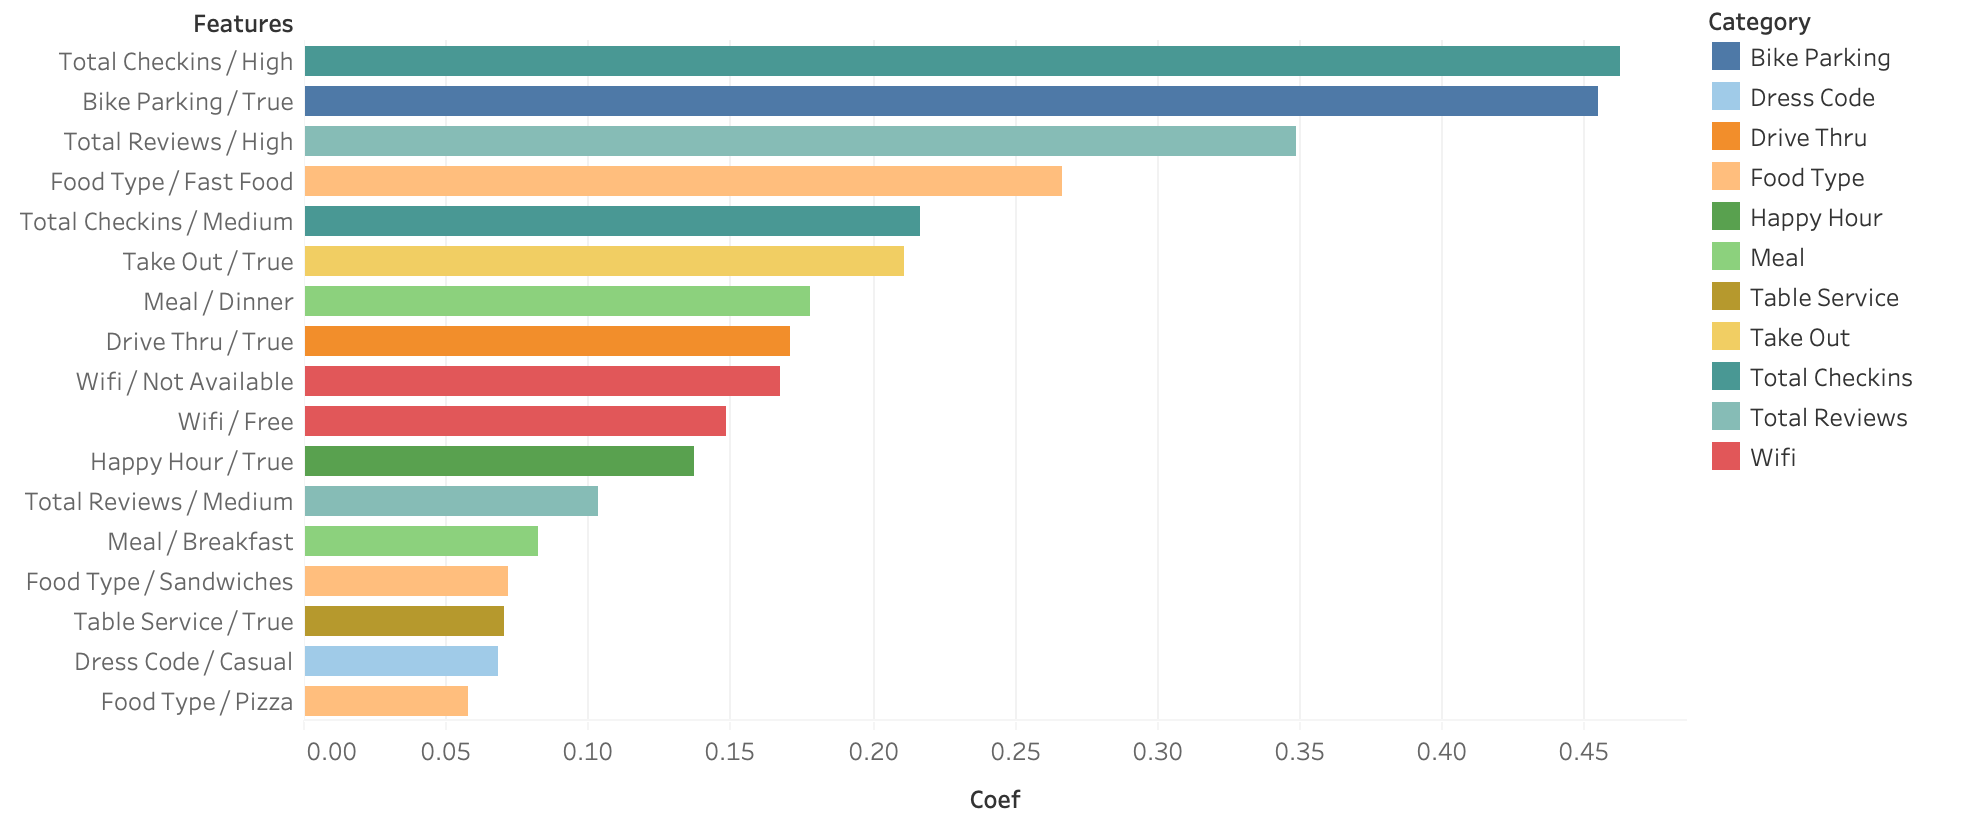 Features
Total Checkins / High
Bike Parking / True
Total Reviews / High
Food Type / Fast Food
Total Checkins / Medium
Take Out / True
Meal / Dinner
Drive Thru / True
Wifi / Not Available
Wifi / Free
Happy Hour / True
Total Reviews / Medium
Meal / Breakfast
Food Type / Sandwiches
Table Service / True
Dress Code / Casual
Food Type / Pizza
0.00 0.05 0.10 0.15 0.20 0.25 0.30 0.35 0.40 0.45
Coef
Category
Bike Parking
Dress Code
Drive Thru
Food Type
Happy Hour
Meal
Table Service
Take Out
Total Checkins
Total Reviews
Wifi